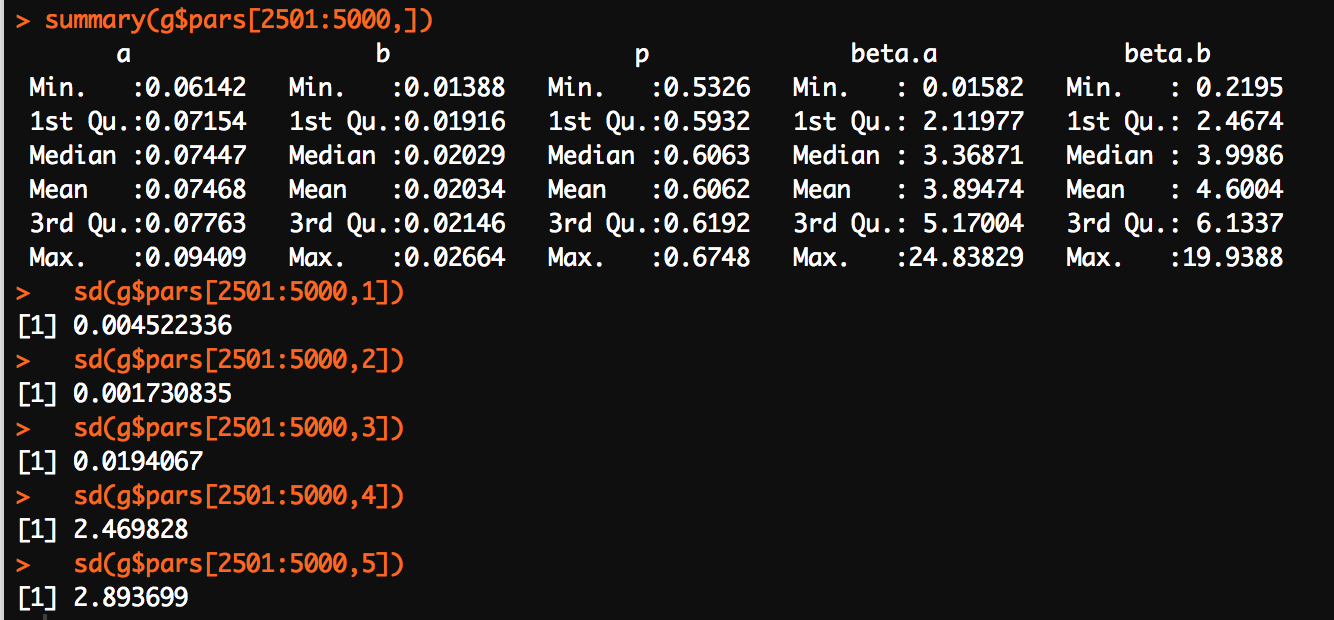 > summary(g$pars[2501:5000,])
a b p beta.a beta.b
Min. :0.06142 Min. :0.01388 Min. :0.5326 Min. : 0.01582 Min. : 0.2195
1st Qu.:0.07154 1st Qu.:0.01916 1st Qu.:0.5932 1st Qu.: 2.11977 1st Qu.: 2.4674
Median :0.07447 Median :0.02029 Median :0.6063 Median : 3.36871 Median : 3.9986
Mean :0.07468 Mean :0.02034 Mean :0.6062 Mean : 3.89474 Mean : 4.6004
3rd Qu.:0.07763 3rd Qu.:0.02146 3rd Qu.:0.6192 3rd Qu.: 5.17004 3rd Qu.: 6.1337
Max. :0.09409 Max. :0.02664 Max. :0.6748 Max. :24.83829 Max. :19.9388
> sd(g$pars[2501:5000,1])
[1] 0.004522336
> sd(g$pars[2501:5000,2])
[1] 0.001730835
> sd(g$pars[2501:5000,3])
[1] 0.0194067
> sd(g$pars[2501:5000,4])
[1] 2.469828
> sd(g$pars[2501:5000,5])
[1] 2.893699